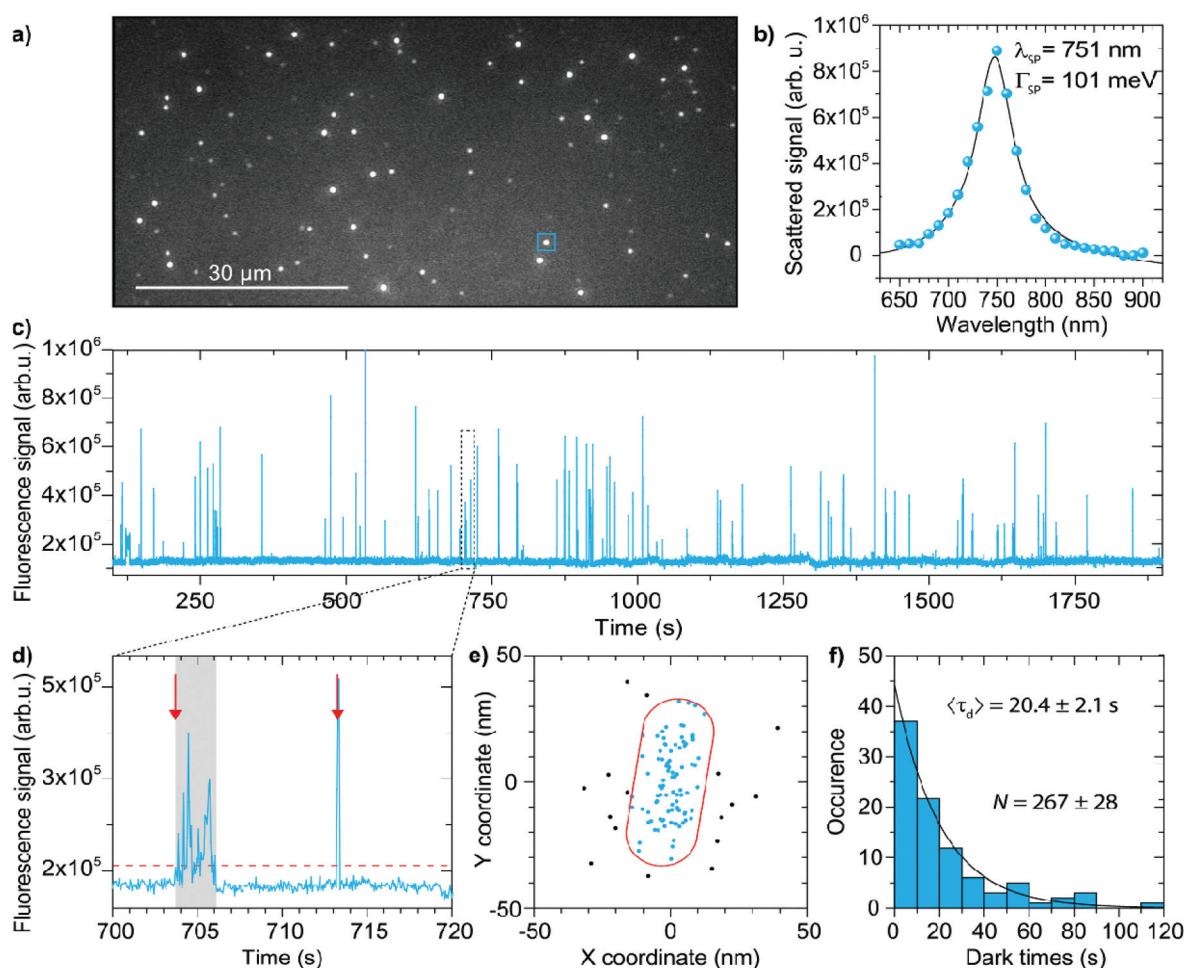 a)
30 µm
b)
Scattered signal (arb. u.)
1x10⁶
8x10⁵
6x10⁵
4x10⁵
2x10⁵
0
λSP = 751 nm
ΓSP = 101 meV
650 700 750 800 850 900
Wavelength (nm)
c)
Fluorescence signal (arb.u.)
1x10⁶
8x10⁵
6x10⁵
4x10⁵
2x10⁵
250 500 750 1000 1250 1500 1750
Time (s)
d)
Fluorescence signal (arb.u.)
5x10⁵
3x10⁵
2x10⁵
700 705 710 715 720
Time (s)
e)
Y coordinate (nm)
50
0
-50
-50 0 50
X coordinate (nm)
f)
Occurence
50
40
30
20
10
0
⟨τd⟩ = 20.4 ± 2.1 s
N = 267 ± 28
0 20 40 60 80 100 120
Dark times (s)